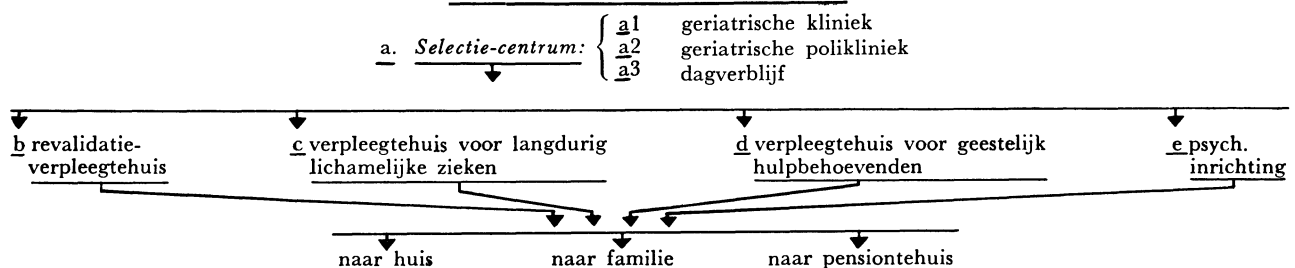 a1 geriatrische kliniek
a. Selectie-centrum: a2 geriatrische polikliniek
a3 dagverblijf
b revalidatie- c verpleegtehuis voor langdurig d verpleegtehuis voor geestelijk e psych.
verpleegtehuis lichamelijke zieken hulpbehoevenden inrichting
naar huis naar familie naar pensiontehuis